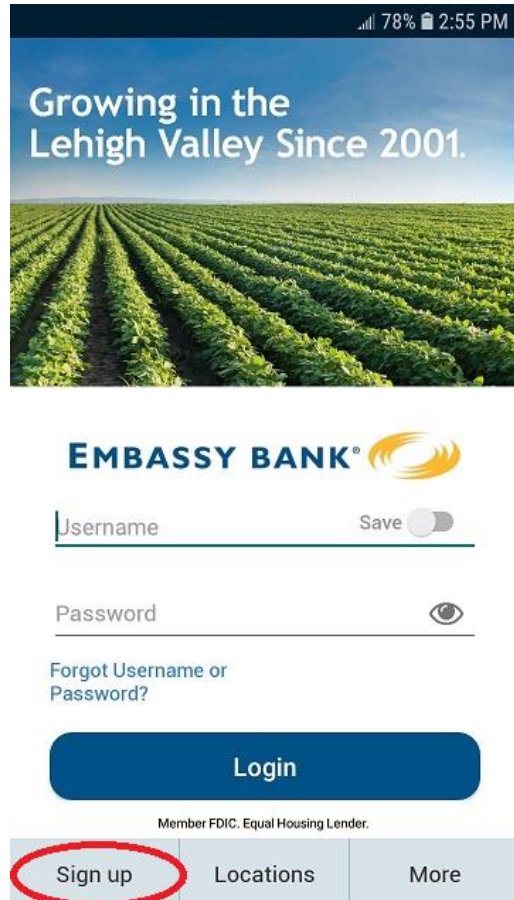 78% 2:55 PM
Growing in the
Lehigh Valley Since 2001.
EMBASSY BANK®
Username Save
Password
Forgot Username or
Password?
Login
Member FDIC. Equal Housing Lender.
Sign up Locations More